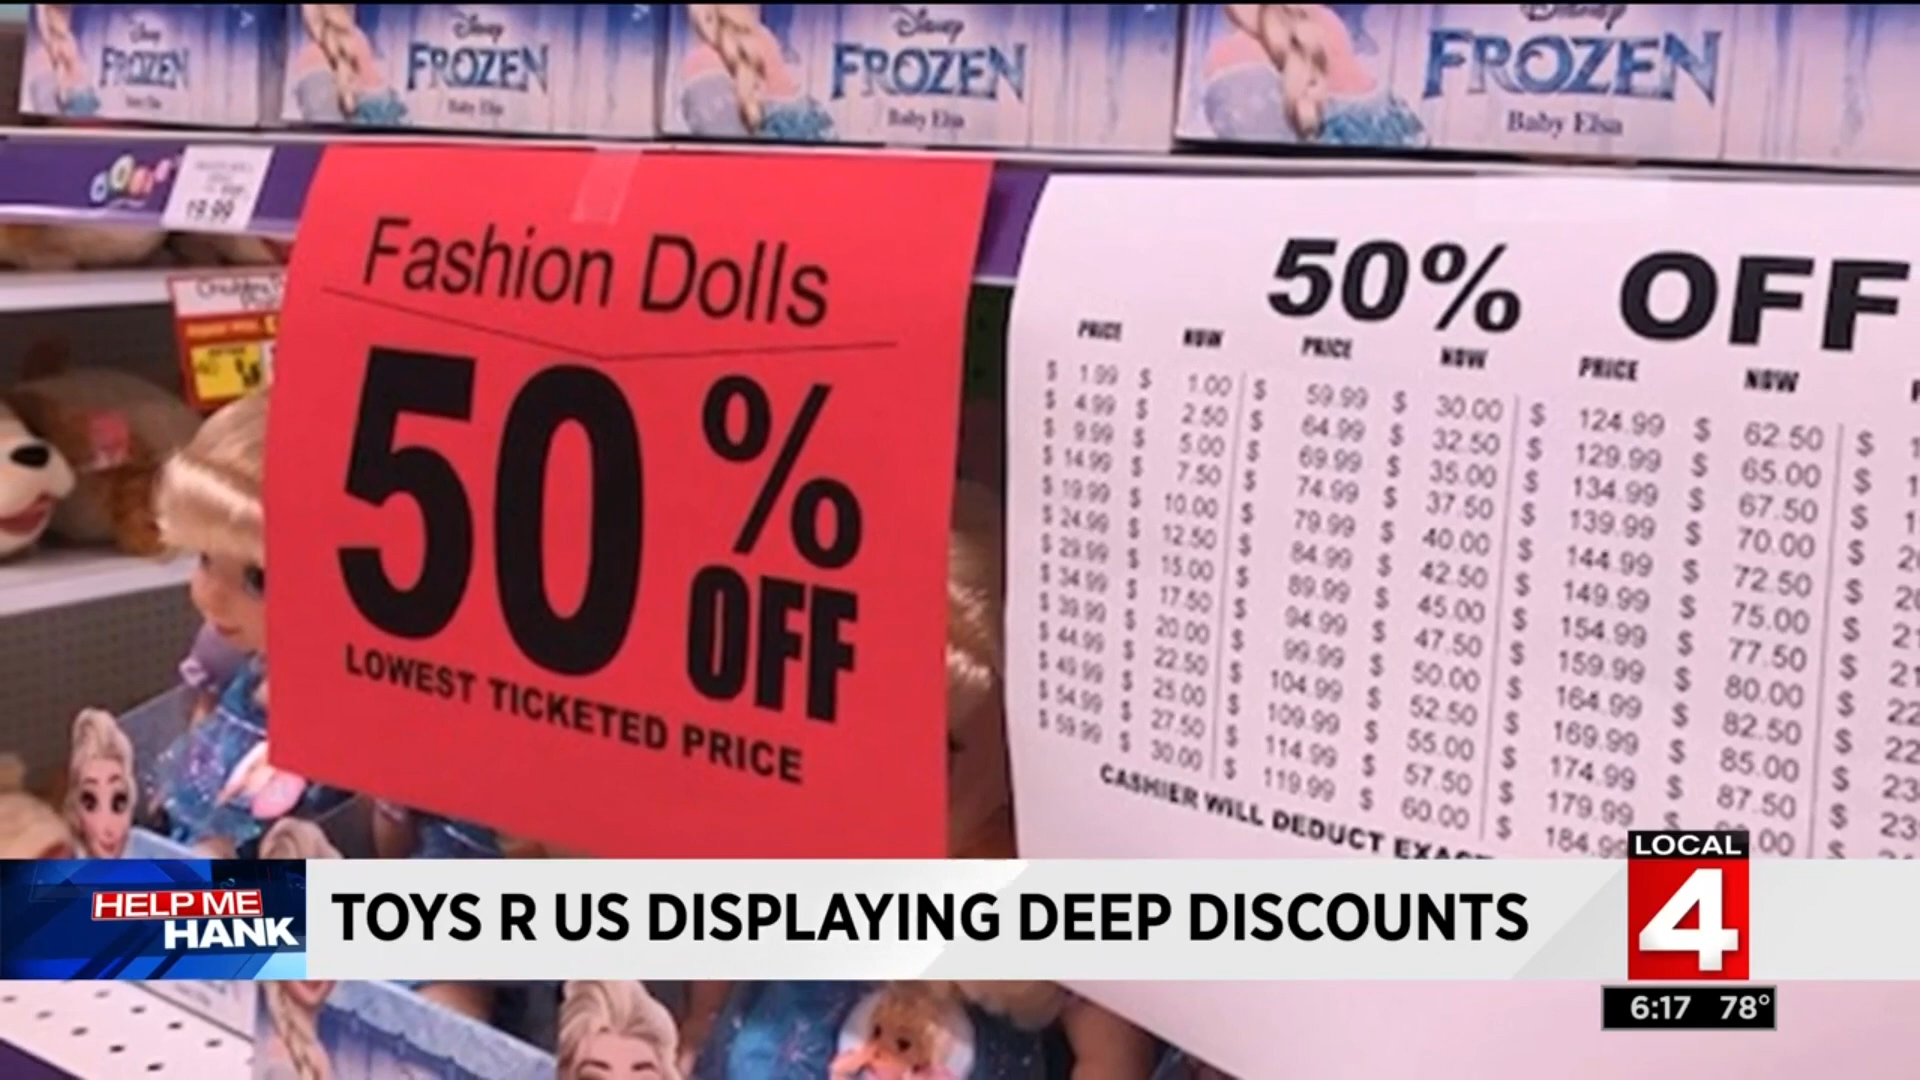 Disney
FROZEN
Disney
FROZEN
Baby Elsa
Disney
FROZEN
Baby Elsa
Disney
FROZEN
Baby Elsa
19.99
Fashion Dolls
50%
OFF
LOWEST TICKETED PRICE
50% OFF
PRICE NOW PRICE NOW PRICE NOW
$ 1.99 $ 1.00 $ 59.99 $ 30.00 $ 124.99 $ 62.50 $
$ 4.99 $ 2.50 $ 64.99 $ 32.50 $ 129.99 $ 65.00 $
$ 9.99 $ 5.00 $ 69.99 $ 35.00 $ 134.99 $ 67.50 $
$ 14.99 $ 7.50 $ 74.99 $ 37.50 $ 139.99 $ 70.00 $
$ 19.99 $ 10.00 $ 79.99 $ 40.00 $ 144.99 $ 72.50 $
$ 24.99 $ 12.50 $ 84.99 $ 42.50 $ 149.99 $ 75.00 $
$ 29.99 $ 15.00 $ 89.99 $ 45.00 $ 154.99 $ 77.50 $
$ 34.99 $ 17.50 $ 94.99 $ 47.50 $ 159.99 $ 80.00 $
$ 39.99 $ 20.00 $ 99.99 $ 50.00 $ 164.99 $ 82.50 $
$ 44.99 $ 22.50 $ 104.99 $ 52.50 $ 169.99 $ 85.00 $
$ 49.99 $ 25.00 $ 109.99 $ 55.00 $ 174.99 $ 87.50 $
$ 54.99 $ 27.50 $ 114.99 $ 57.50 $ 179.99 $
$ 59.99 $ 30.00 $ 119.99 $ 60.00 $ 184.99
CASHIER WILL DEDUCT
HELP ME
HANK
TOYS R US DISPLAYING DEEP DISCOUNTS
LOCAL
4
6:17 78°